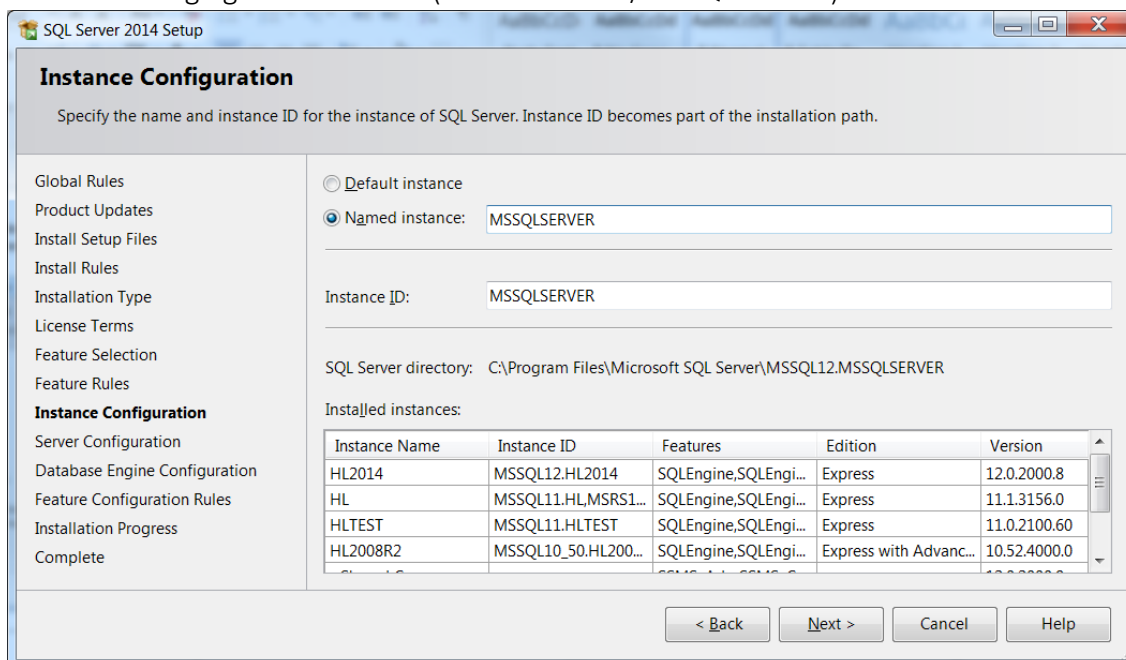 SQL Server 2014 Setup
Instance Configuration
Specify the name and instance ID for the instance of SQL Server. Instance ID becomes part of the installation path.
Global Rules
Product Updates
Install Setup Files
Install Rules
Installation Type
License Terms
Feature Selection
Feature Rules
Instance Configuration
Server Configuration
Database Engine Configuration
Feature Configuration Rules
Installation Progress
Complete
Default instance
Named instance: MSSQLSERVER
Instance ID: MSSQLSERVER
SQL Server directory: C:\Program Files\Microsoft SQL Server\MSSQL12.MSSQLSERVER
Installed instances:
Instance Name Instance ID Features Edition Version
HL2014 MSSQL12.HL2014 SQLEngine,SQLEngi... Express 12.0.2000.8
HL MSSQL11.HL,MSRS1... SQLEngine,SQLEngi... Express 11.1.3156.0
HLTEST MSSQL11.HLTEST SQLEngine,SQLEngi... Express 11.0.2100.60
HL2008R2 MSSQL10_50.HL200... SQLEngine,SQLEngi... Express with Advanc... 10.52.4000.0
< Back Next > Cancel Help